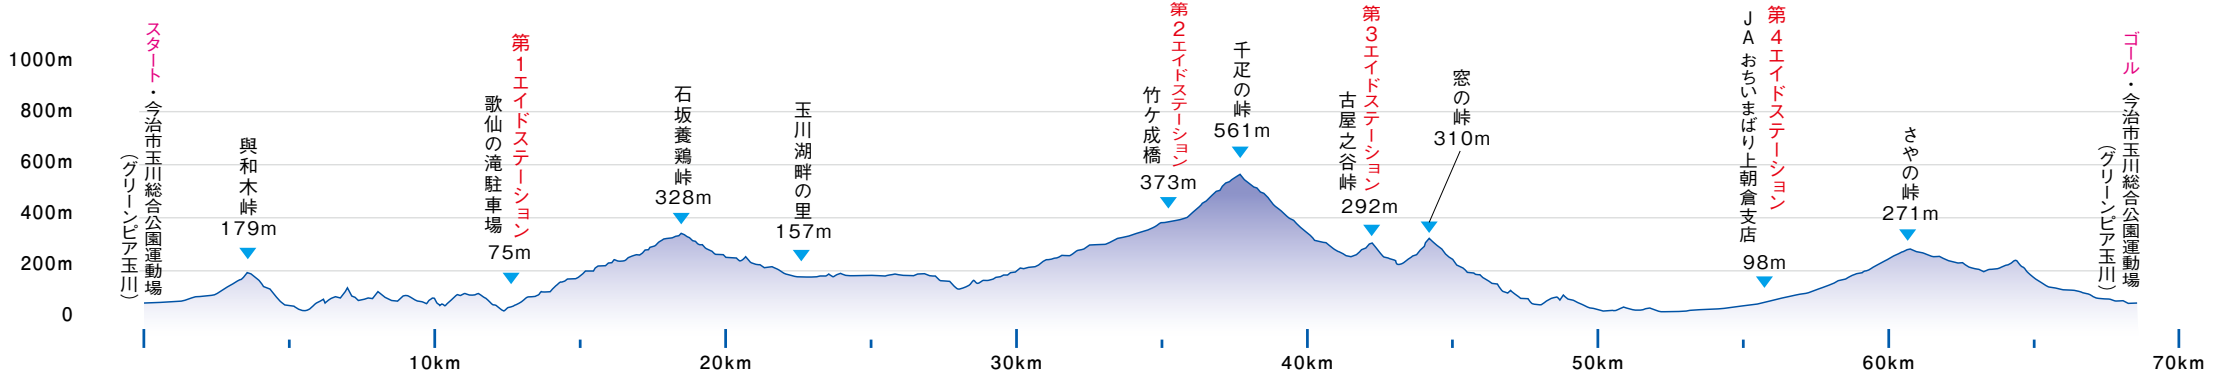 1000m
800m
600m
400m
200m
0
スタート・今治市玉川総合公園運動場
（グリーンピア玉川）
與和木峠
179m
第1エイドステーション
歌仙の滝駐車場
75m
石坂養鶏峠
328m
玉川湖畔の里
157m
第2エイドステーション
竹ケ成橋
373m
千疋の峠
561m
第3エイドステーション
古屋之谷峠
292m
窓の峠
310m
第4エイドステーション
JA おちいまばり上朝倉支店
98m
さやの峠
271m
ゴール・今治市玉川総合公園運動場
（グリーンピア玉川）
10km
20km
30km
40km
50km
60km
70km